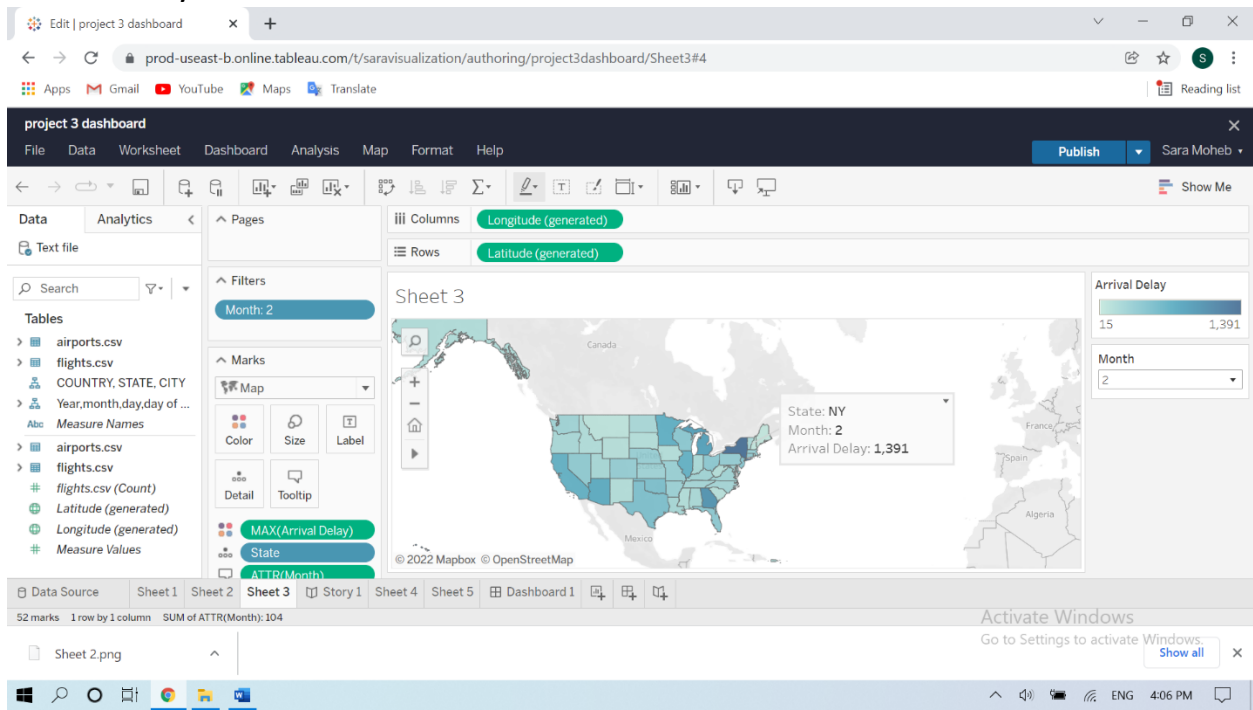 Edit | project 3 dashboard
prod-useast-b.online.tableau.com/t/saravisualization/authoring/project3dashboard/Sheet3#4
S
Apps Gmail YouTube Maps Translate Reading list
project 3 dashboard
File Data Worksheet Dashboard Analysis Map Format Help Publish Sara Moheb
Show Me
Data Analytics Pages Columns Longitude (generated)
Text file Rows Latitude (generated)
Search
Filters
Month: 2
Sheet 3
Arrival Delay
15 1,391
Month
2
Tables
airports.csv
flights.csv
COUNTRY, STATE, CITY
Year,month,day,day of ...
Abc Measure Names
airports.csv
flights.csv
flights.csv (Count)
Latitude (generated)
Longitude (generated)
Measure Values
Marks
Map
Color Size Label
Detail Tooltip
MAX(Arrival Delay)
State
ATTR(Month)
Canada
State: NY
Month: 2
Arrival Delay: 1,391
France
Spain
Algeria
Mexico
© 2022 Mapbox © OpenStreetMap
Data Source Sheet 1 Sheet 2 Sheet 3 Story 1 Sheet 4 Sheet 5 Dashboard 1
52 marks 1 row by 1 column SUM of ATTR(Month): 104
Activate Windows
Go to Settings to activate Windows.
Sheet 2.png
Show all
ENG 4:06 PM